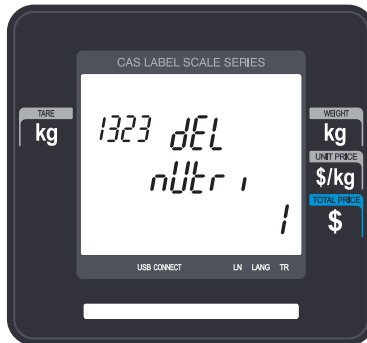 CAS LABEL SCALE SERIES
TARE
kg
1323 dEL
nUtr i
1
WEIGHT
kg
UNIT PRICE
$/kg
TOTAL PRICE
$
USB CONNECT LN LANG TR